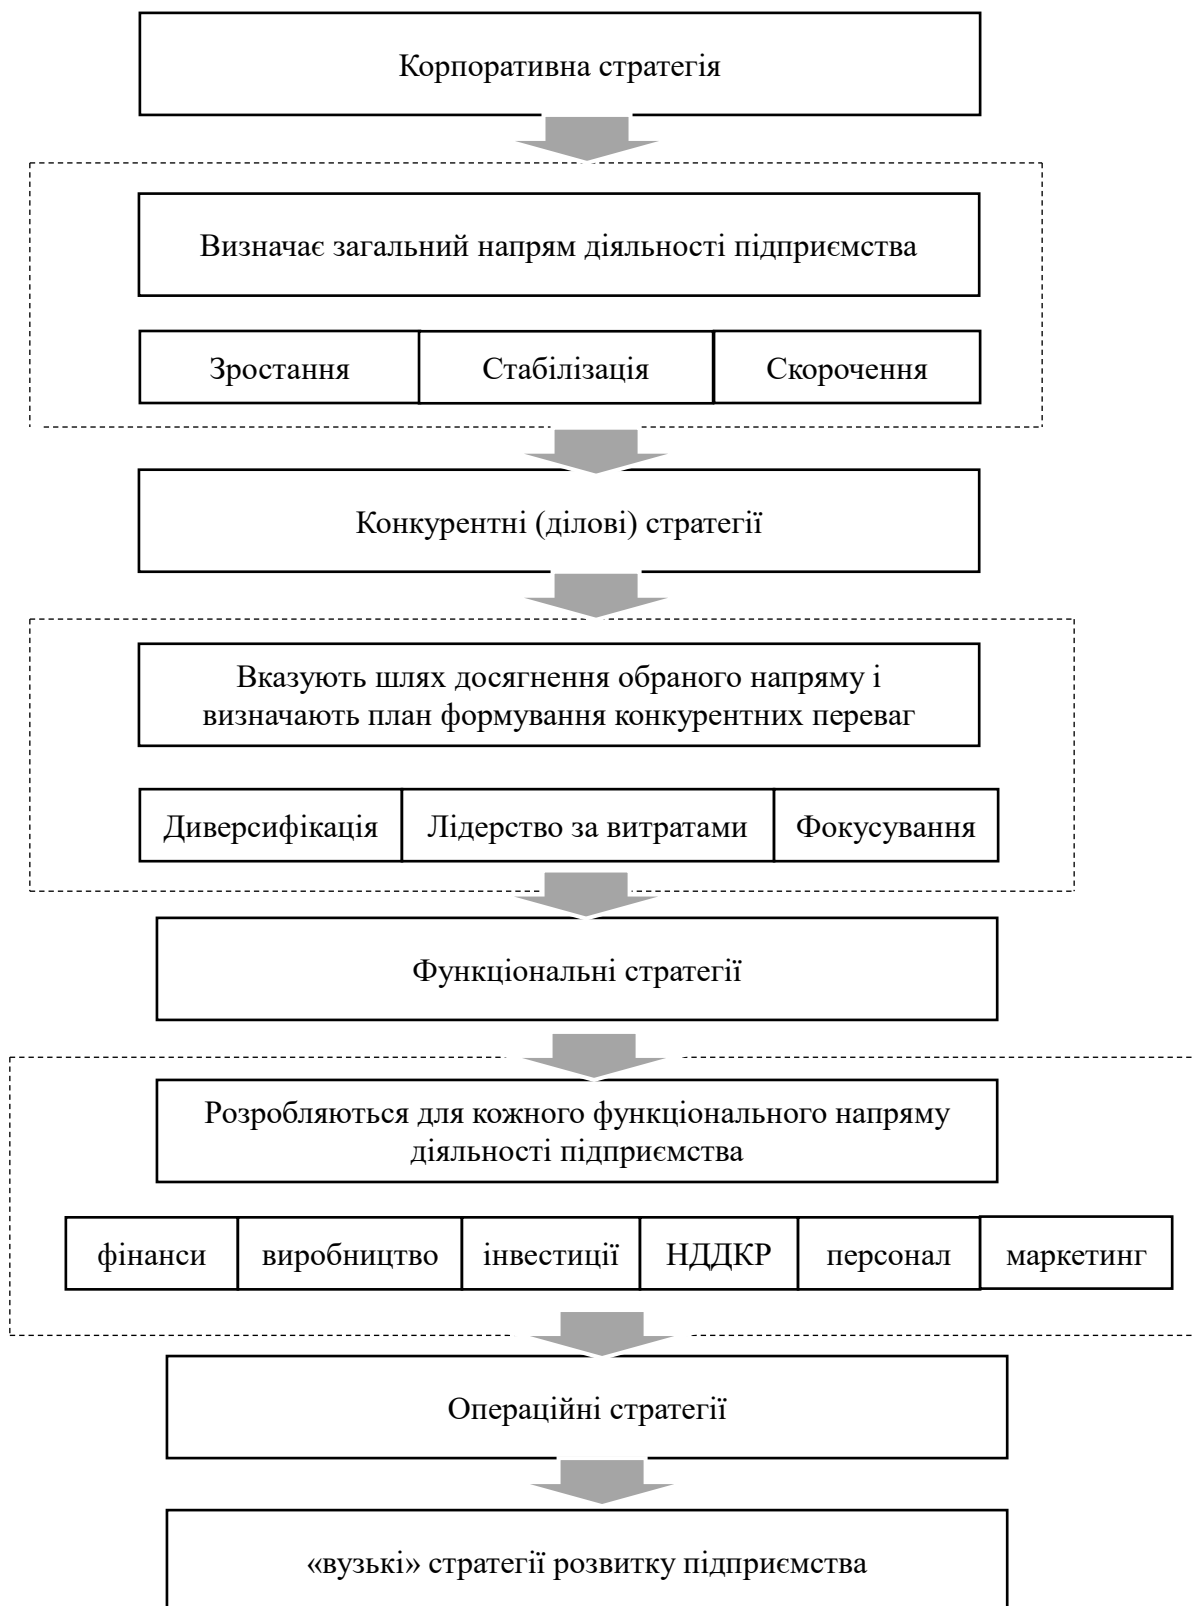 Корпоративна стратегія
Визначає загальний напрям діяльності підприємства
Зростання
Стабілізація
Скорочення
Конкурентні (ділові) стратегії
Вказують шлях досягнення обраного напряму і
визначають план формування конкурентних переваг
Диверсифікація
Лідерство за витратами
Фокусування
Функціональні стратегії
Розробляються для кожного функціонального напряму
діяльності підприємства
фінанси
виробництво
інвестиції
НДДКР
персонал
маркетинг
Операційні стратегії
«вузькі» стратегії розвитку підприємства